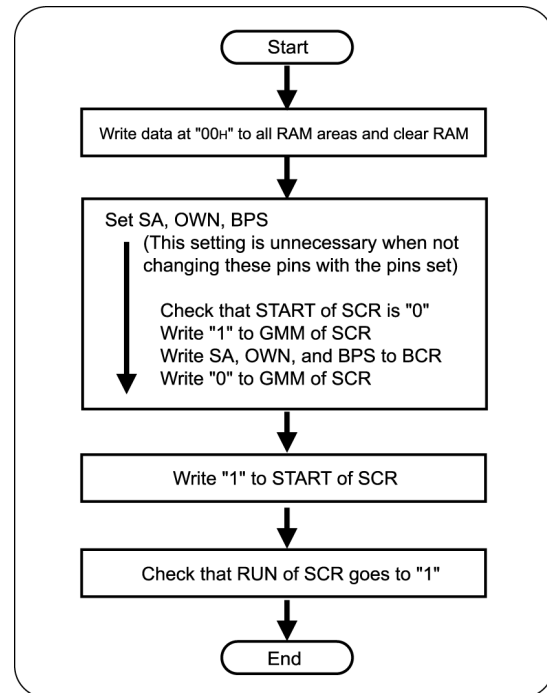 Start
Write data at "00H" to all RAM areas and clear RAM
Set SA, OWN, BPS
(This setting is unnecessary when not
changing these pins with the pins set)
Check that START of SCR is "0"
Write "1" to GMM of SCR
Write SA, OWN, and BPS to BCR
Write "0" to GMM of SCR
Write "1" to START of SCR
Check that RUN of SCR goes to "1"
End